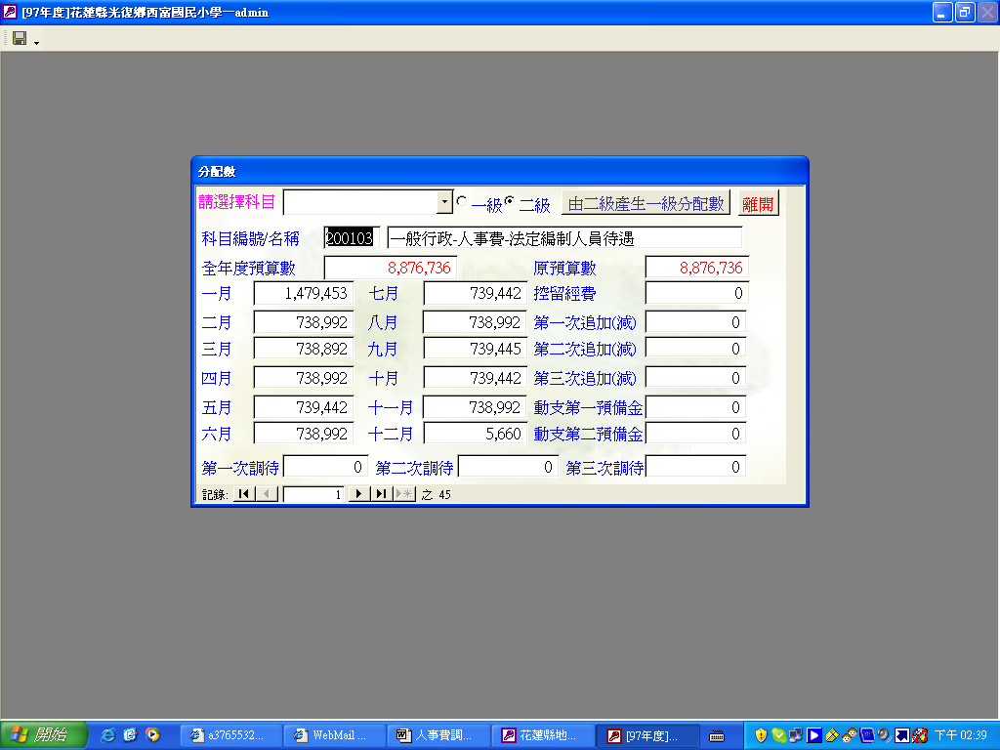 [97年度]花蓮縣光復鄉西富國民小學--admin
分配數
請選擇科目 一級 二級 由二級產生一級分配數 離開
科目編號/名稱 200103 一般行政-人事費-法定編制人員待遇
全年度預算數 8,876,736 原預算數 8,876,736
一月 1,479,453 七月 739,442 控留經費 0
二月 738,992 八月 738,992 第一次追加(減) 0
三月 738,892 九月 739,445 第二次追加(減) 0
四月 738,992 十月 739,442 第三次追加(減) 0
五月 739,442 十一月 738,992 動支第一預備金 0
六月 738,992 十二月 5,660 動支第二預備金 0
第一次調待 0 第二次調待 0 第三次調待 0
記錄: 1 之 45
開始 a3765532... WebMail ... 人事費調... 花蓮縣地... [97年度]... 下午 02:39